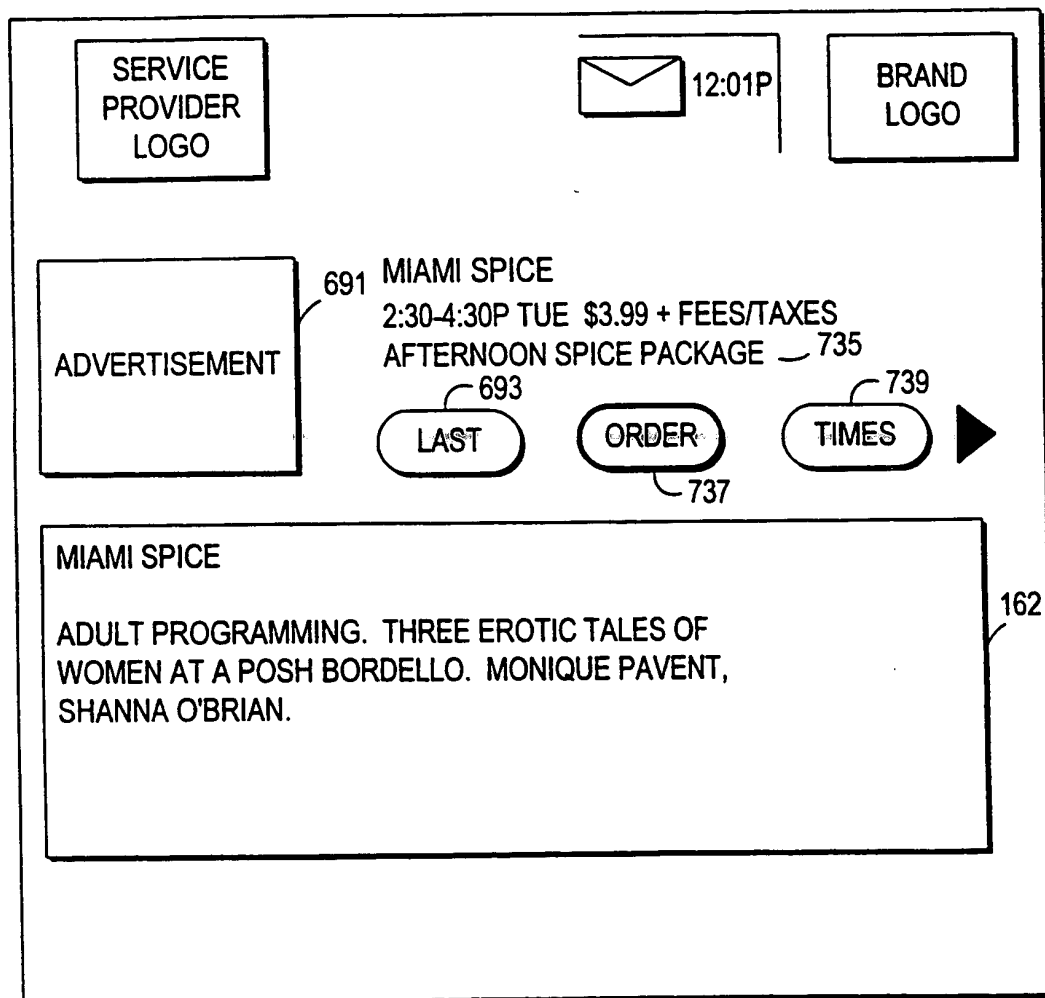 SERVICE
PROVIDER
LOGO
12:01P
BRAND
LOGO
ADVERTISEMENT
691
MIAMI SPICE
2:30-4:30P TUE $3.99 + FEES/TAXES
AFTERNOON SPICE PACKAGE 735
693
739
LAST
ORDER
TIMES
737
MIAMI SPICE
162
ADULT PROGRAMMING. THREE EROTIC TALES OF
WOMEN AT A POSH BORDELLO. MONIQUE PAVENT,
SHANNA O'BRIAN.